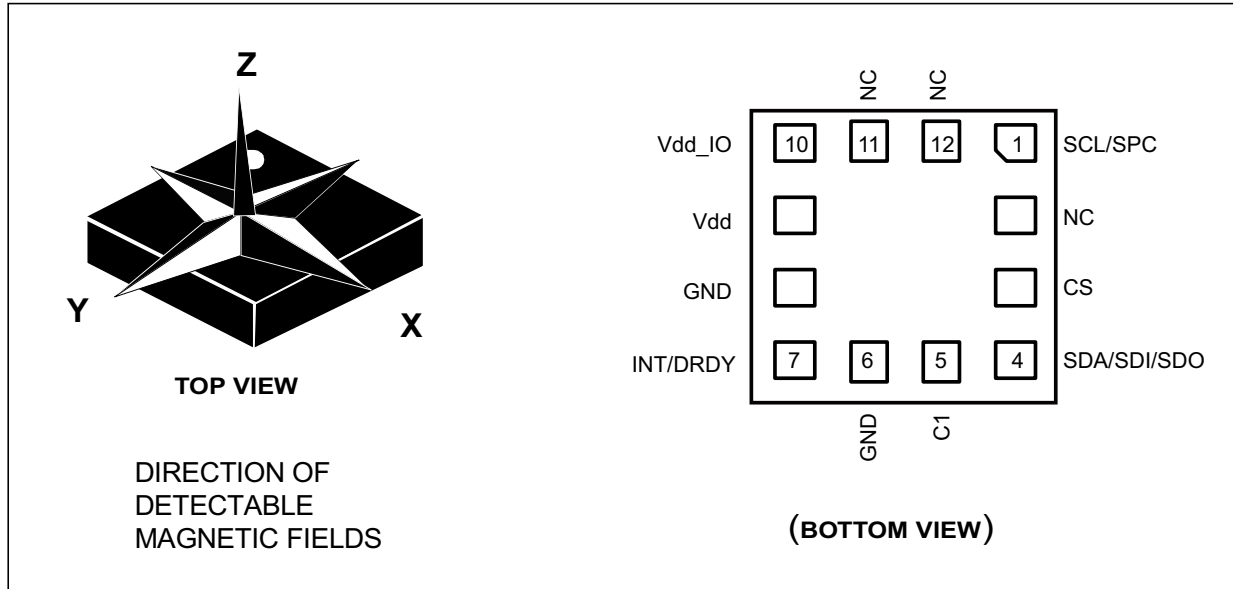 Z
Y
X
TOP VIEW
DIRECTION OF
DETECTABLE
MAGNETIC FIELDS
NC
NC
Vdd_IO
10
11
12
1
SCL/SPC
Vdd
NC
GND
CS
INT/DRDY
7
6
5
4
SDA/SDI/SDO
GND
C1
(BOTTOM VIEW)